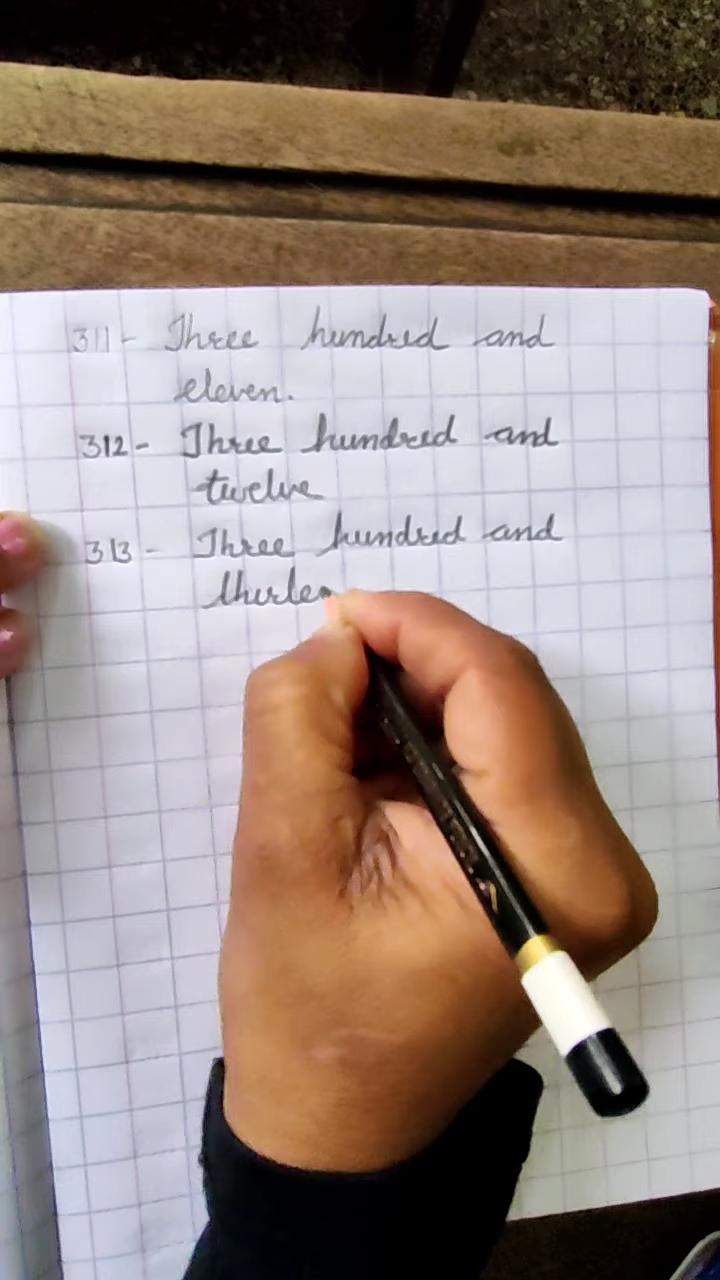 311 - Three hundred and
eleven.
312 - Three hundred and
twelve
313 - Three hundred and